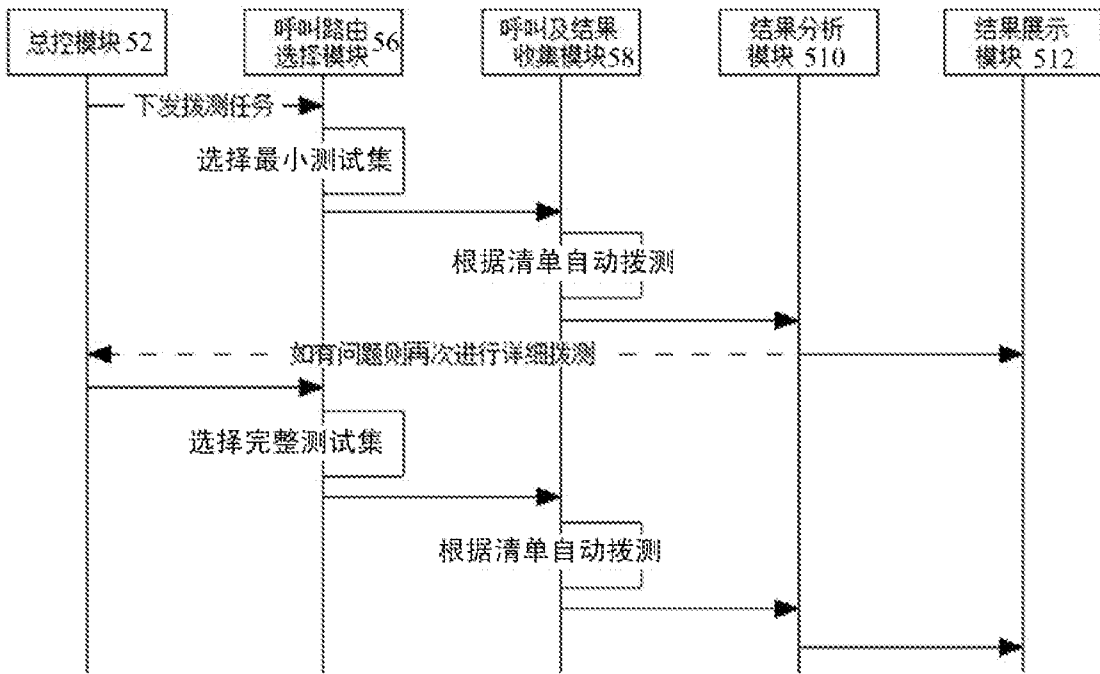 总控模块 52
呼叫路由
选择模块 56
呼叫及结果
收集模块 58
结果分析
模块 510
结果展示
模块 512
下发拨测任务
选择最小测试集
根据清单自动拨测
如有问题则两次进行详细拨测
选择完整测试集
根据清单自动拨测